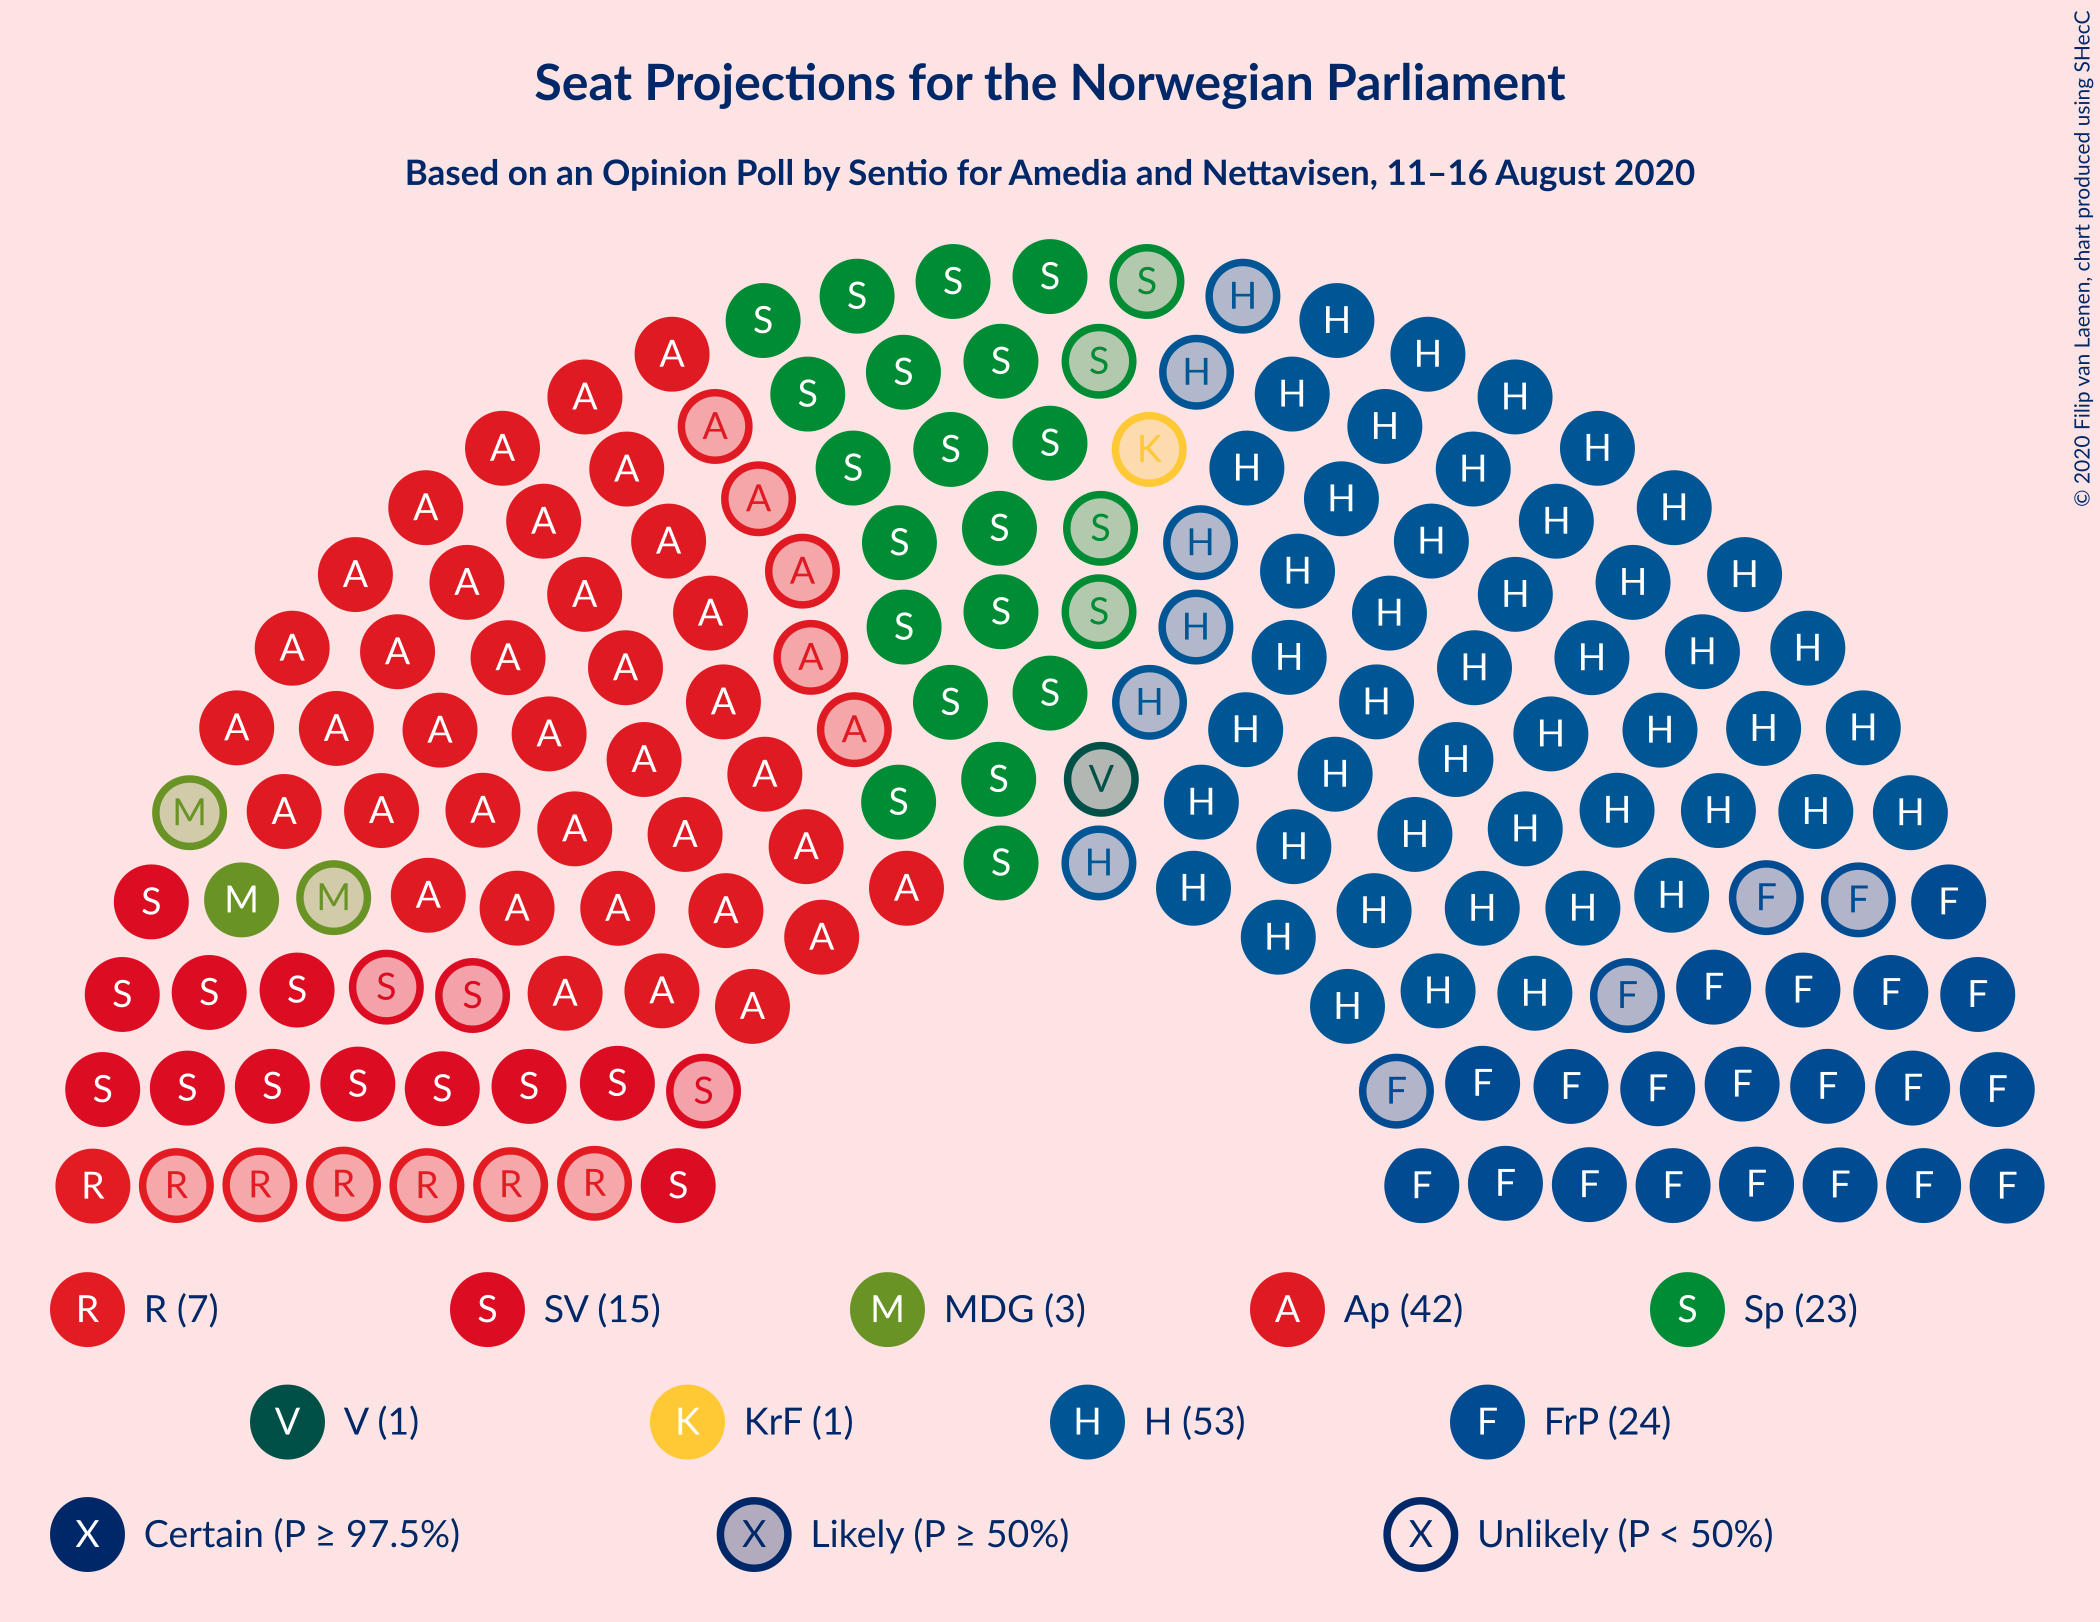 Seat Projections for the Norwegian Parliament
Based on an Opinion Poll by Sentio for Amedia and Nettavisen, 11–16 August 2020
© 2020 Filip van Laenen, chart produced using SHecC
S S S S S H H H H H H H
A A A A A A A A
S S S S H H H H H H
A A A A A A A
S S S K H H H H H H
A A A A A A
S S S H H H H H H
A A A A A
S S S H H H H H H
A A A A A
S S H H H H H H
A A A A
S S V H H H H H
M A A A A A A A
S H H H H H H
S M M A A A A A A
H H H H H F F F
S S S S S A A A
H H H F F F F F
S S S S S S S S
F F F F F F F F
R R R R R R R S
F F F F F F F F
R R (7)
S SV (15)
M MDG (3)
A Ap (42)
S Sp (23)
V V (1)
K KrF (1)
H H (53)
F FrP (24)
X Certain (P ≥ 97.5%)
X Likely (P ≥ 50%)
X Unlikely (P < 50%)